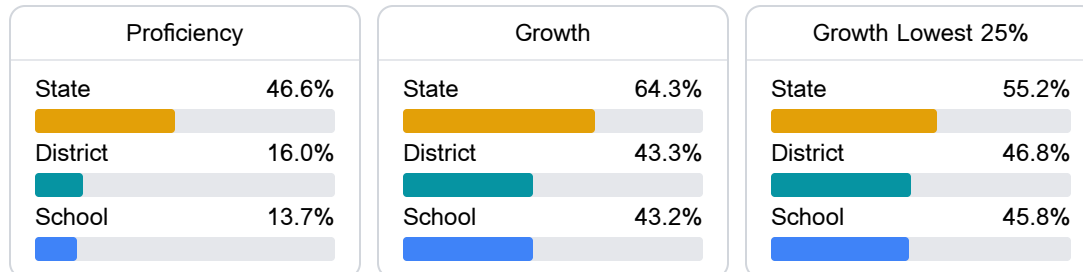 Proficiency
State 46.6%
District 16.0%
School 13.7%
Growth
State 64.3%
District 43.3%
School 43.2%
Growth Lowest 25%
State 55.2%
District 46.8%
School 45.8%